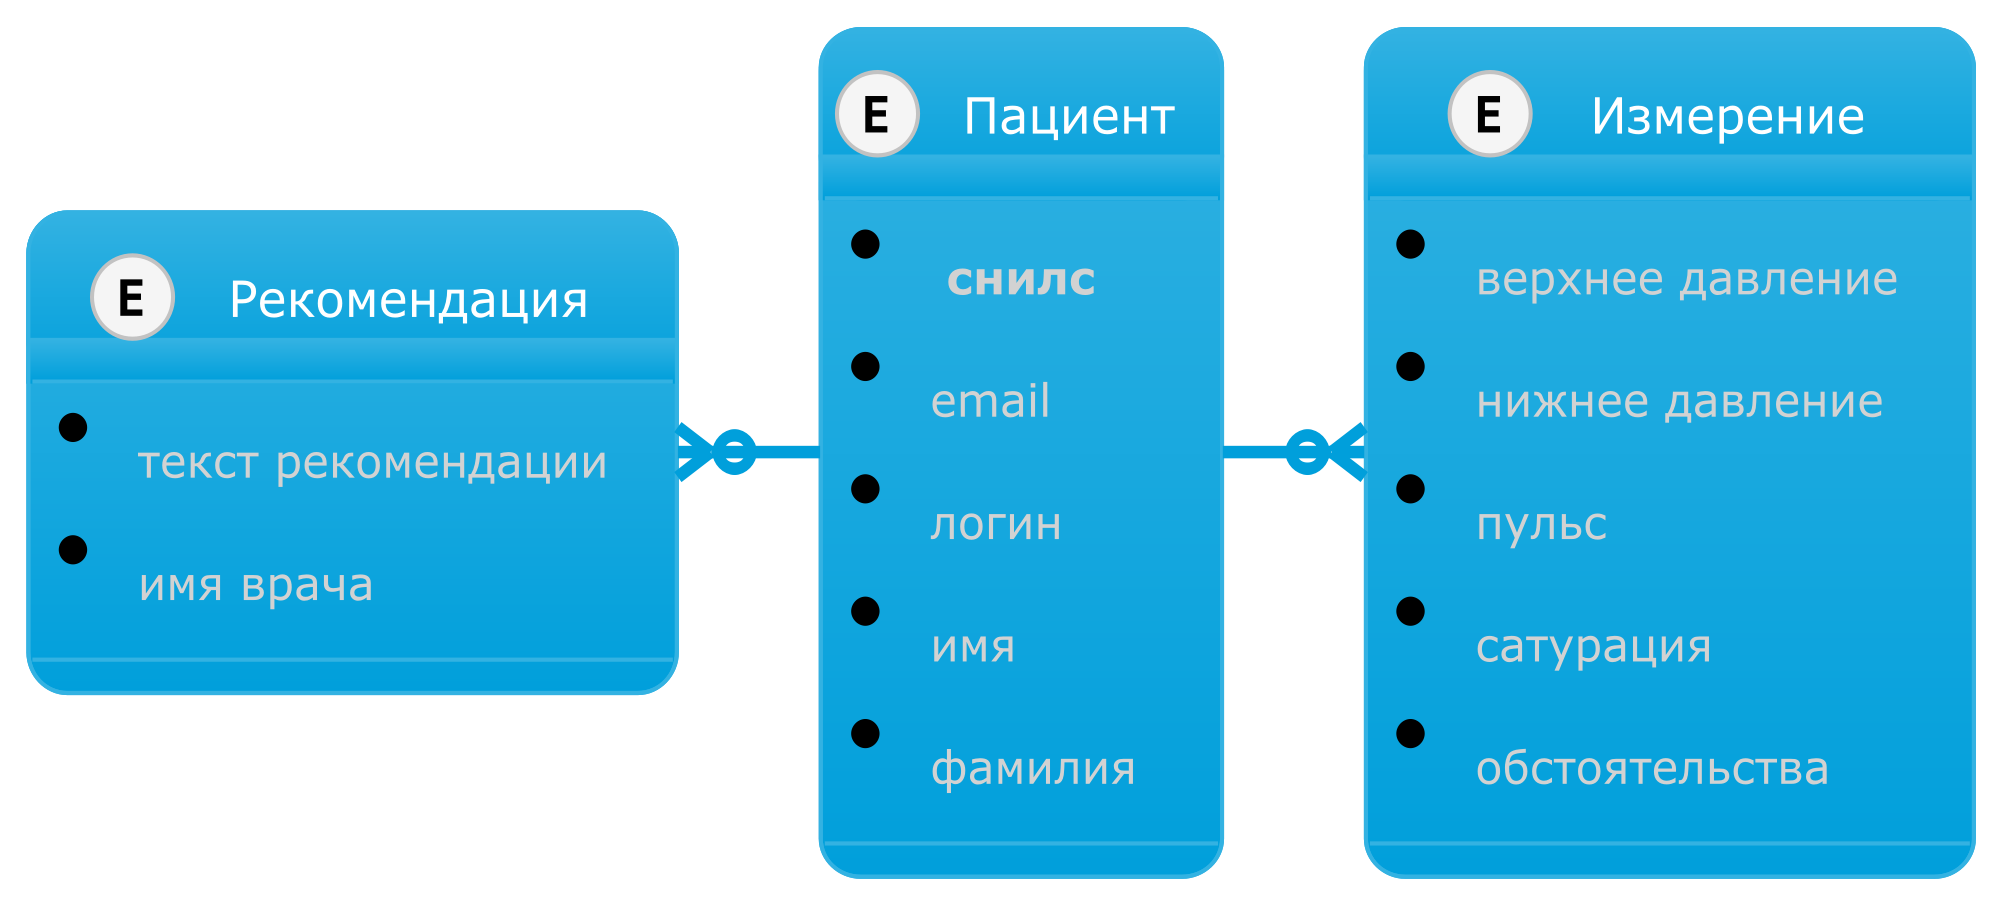 E Рекомендация
текст рекомендации
имя врача
E Пациент
снилс
email
логин
имя
фамилия
E Измерение
верхнее давление
нижнее давление
пульс
сатурация
обстоятельства